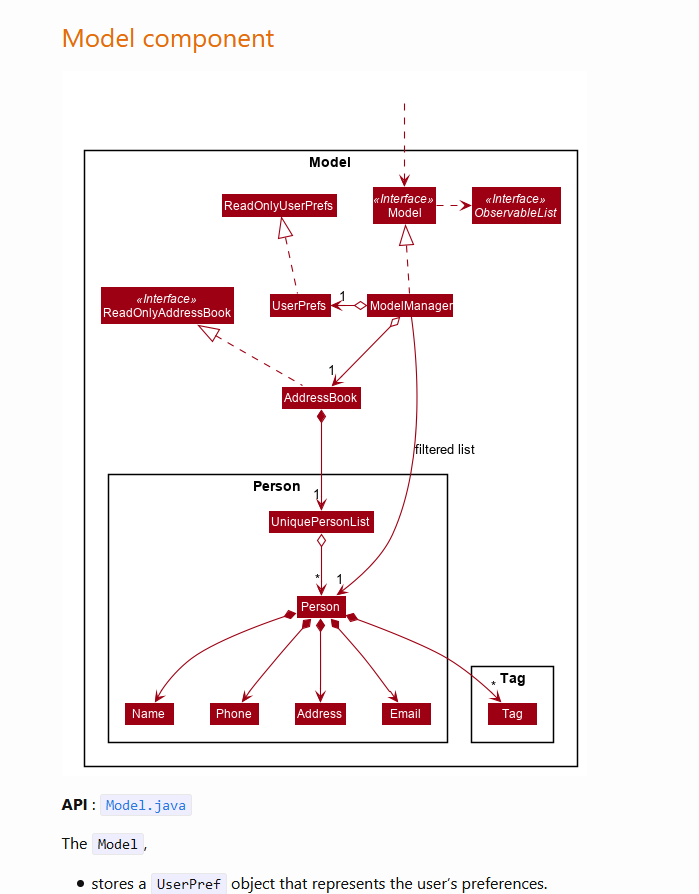 Model component
Model
ReadOnlyUserPrefs
«Interface»
Model
«Interface»
ObservableList
«Interface»
ReadOnlyAddressBook
UserPrefs
1
ModelManager
1
AddressBook
filtered list
Person
1
UniquePersonList
*
1
Person
Tag
*
Name
Phone
Address
Email
Tag
API : Model.java
The Model ,
• stores a UserPref object that represents the user’s preferences.